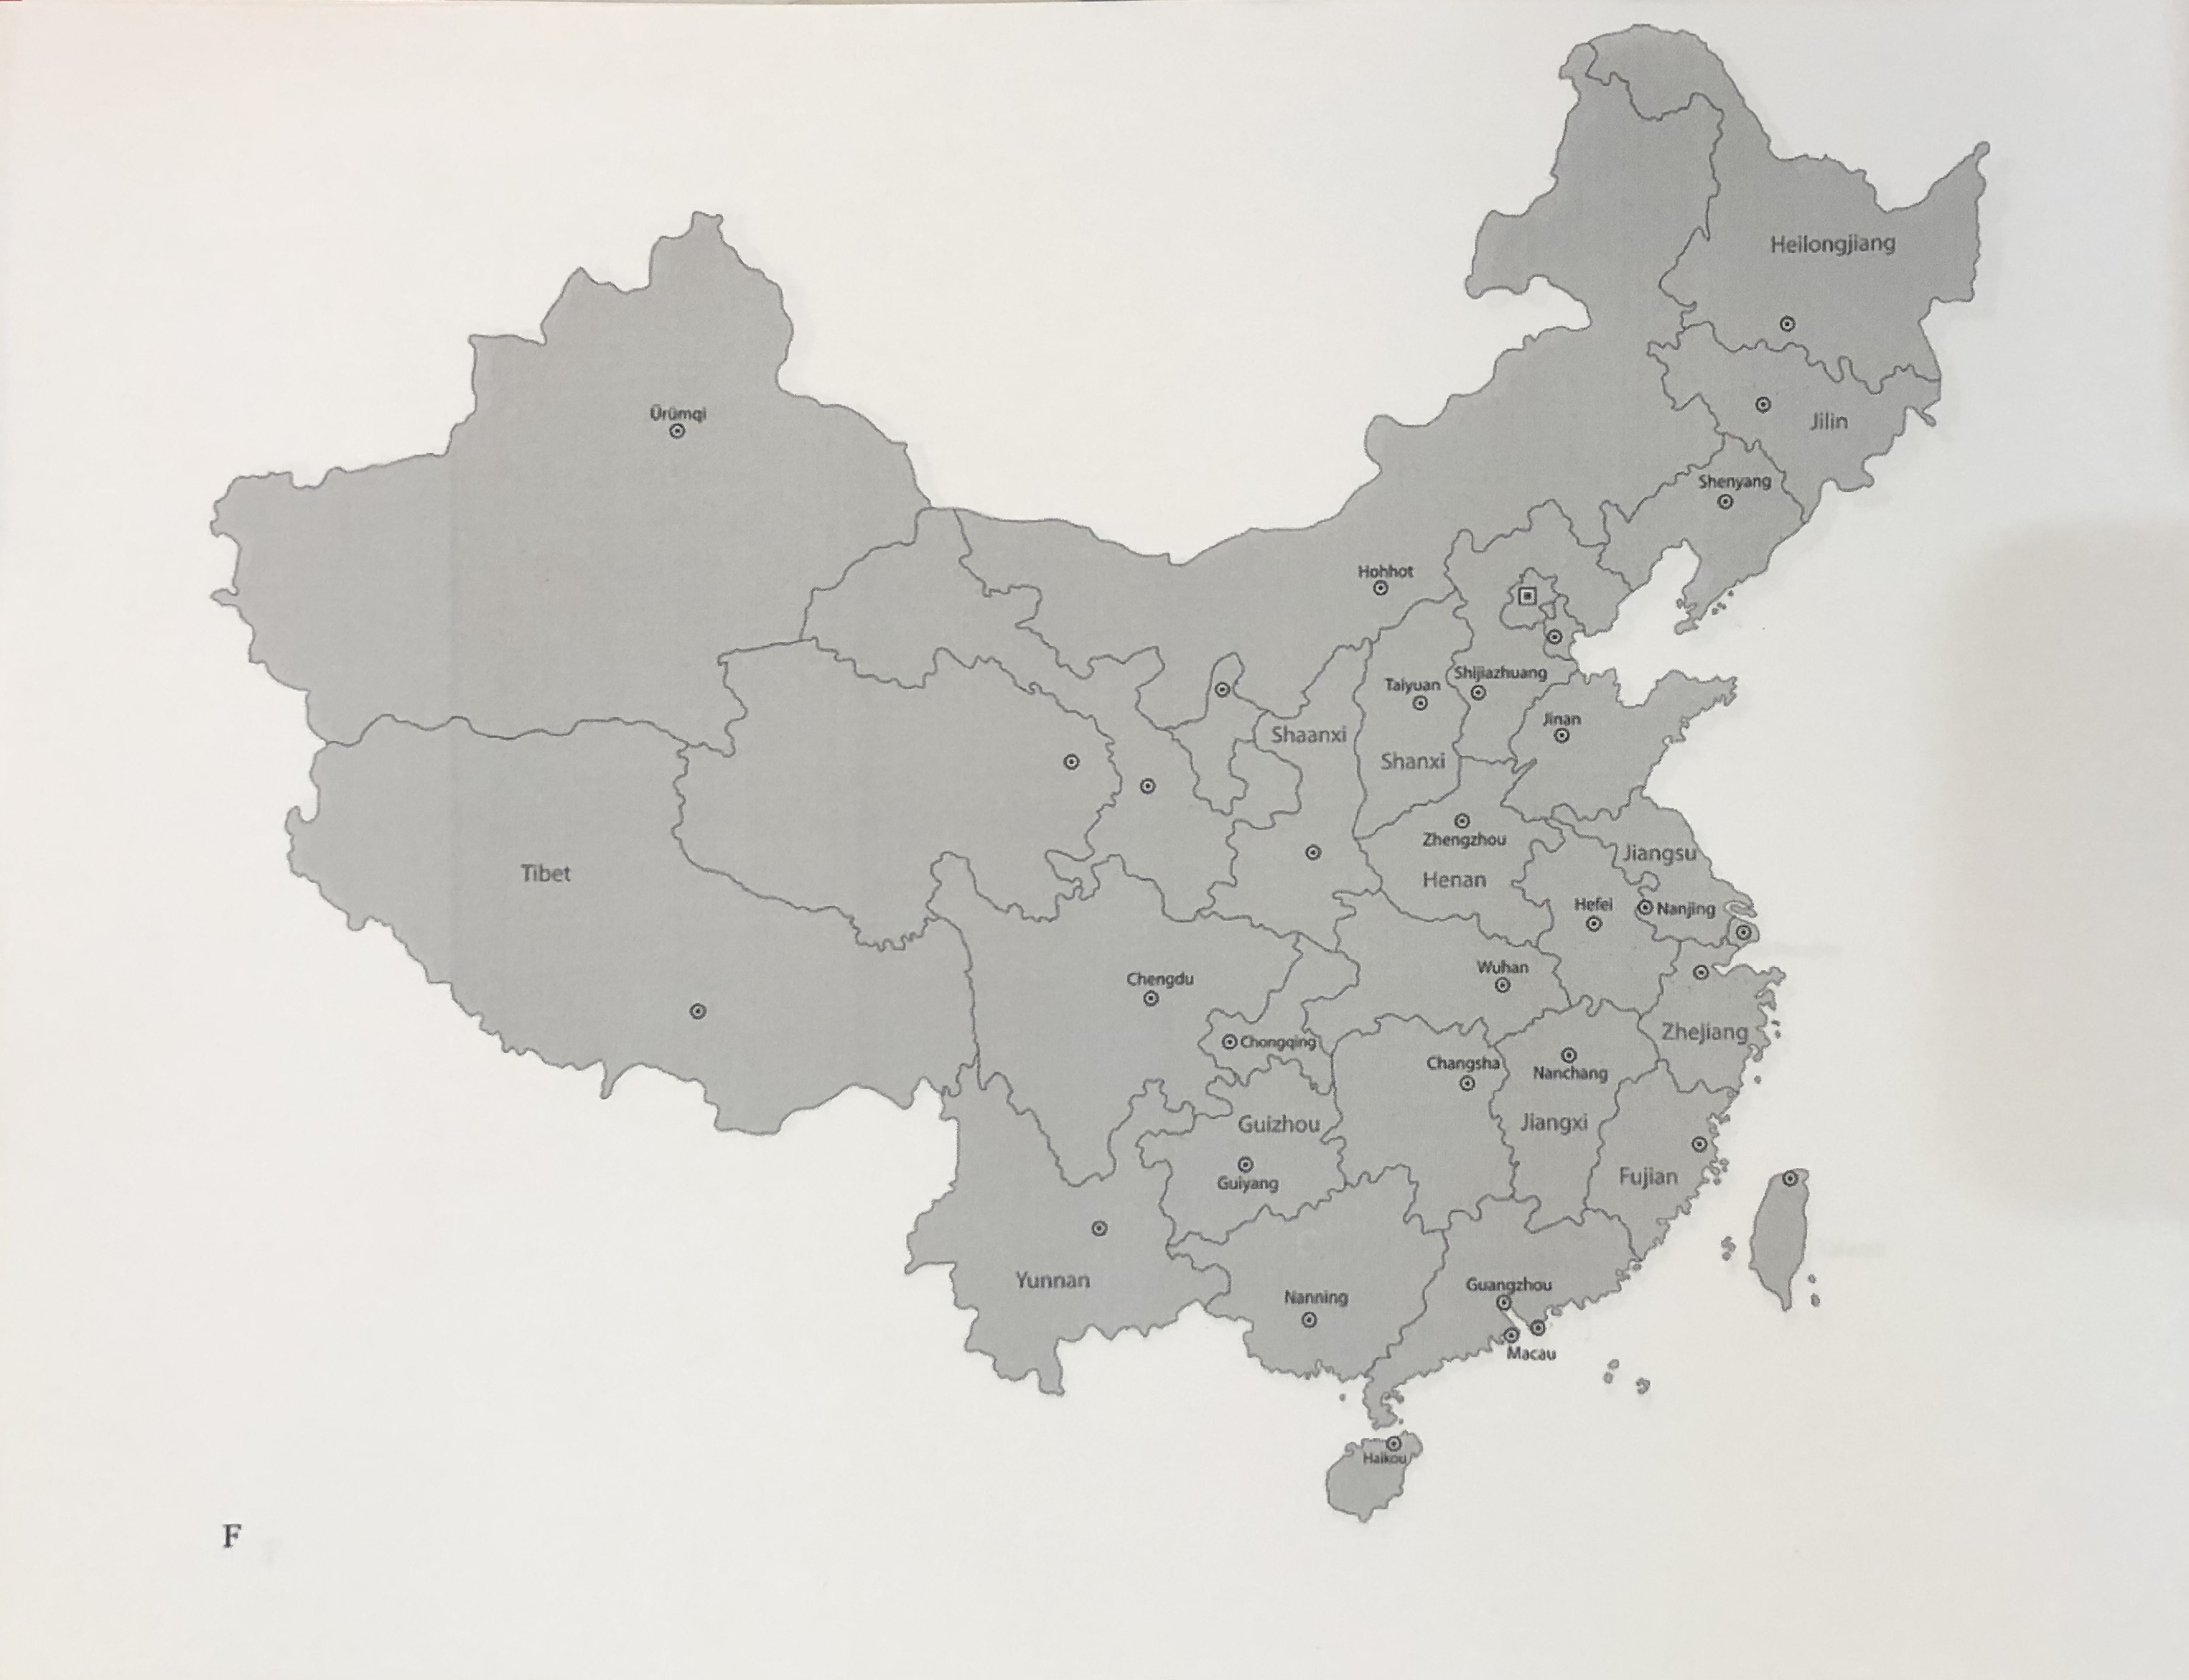 Heilongjiang
Ürümqi
Jilin
Shenyang
Hohhot
Shijiazhuang
Taiyuan
Jinan
Shaanxi
Shanxi
Zhengzhou
Jiangsu
Tibet
Henan
Hefei
Nanjing
Wuhan
Chengdu
Zhejiang
Chongqing
Changsha
Nanchang
Guizhou
Jiangxi
Fujian
Guiyang
Yunnan
Guangzhou
Nanning
Macau
Haikou
F